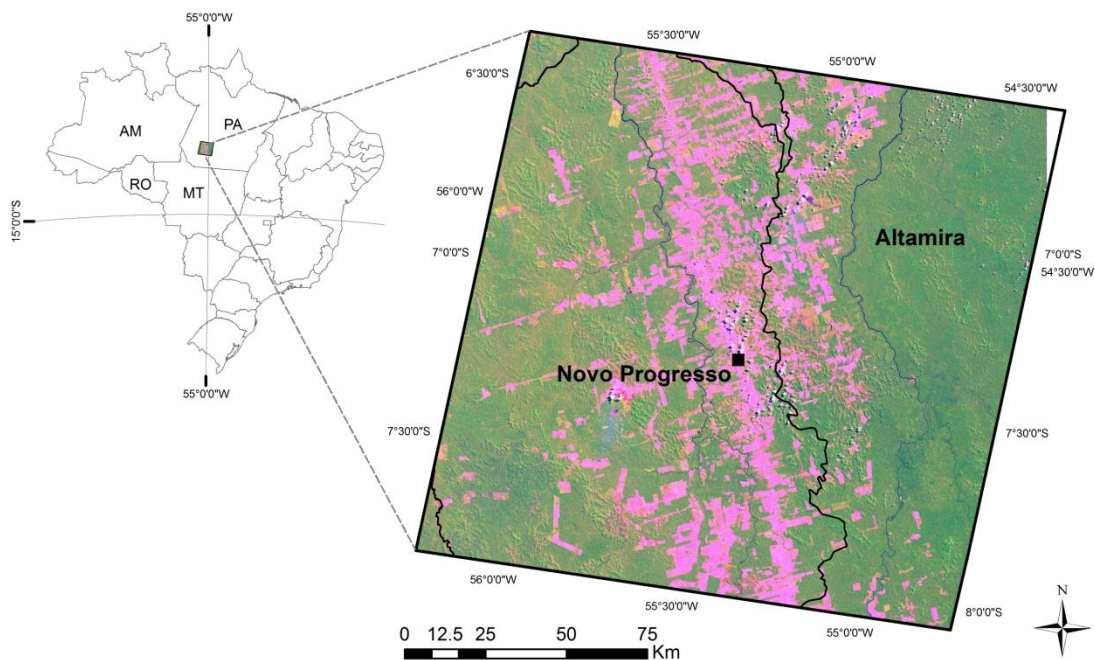 55°0'0"W
AM
PA
RO
MT
15°0'0"S
55°0'0"W
55°30'0"W
55°0'0"W
54°30'0"W
6°30'0"S
56°0'0"W
7°0'0"S
Altamira
7°0'0"S
54°30'0"W
Novo Progresso
7°30'0"S
7°30'0"S
56°0'0"W
55°30'0"W
55°0'0"W
8°0'0"S
N
0 12.5 25 50 75
Km